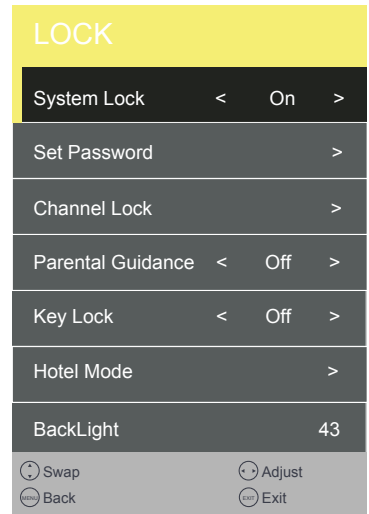 LOCK
System Lock < On >
Set Password >
Channel Lock >
Parental Guidance < Off >
Key Lock < Off >
Hotel Mode >
BackLight 43
Swap Adjust
MENU Back EXIT Exit